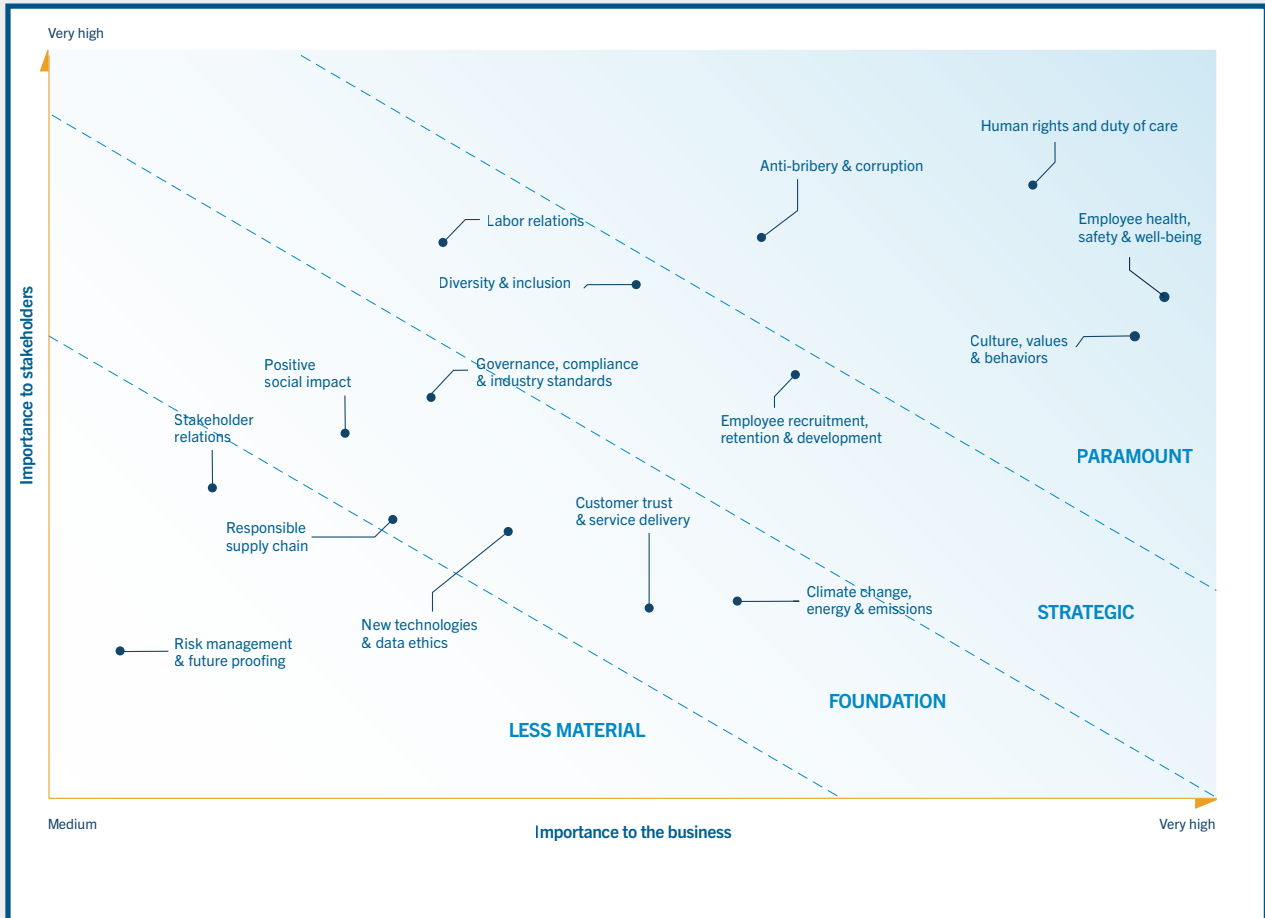 Very high
Human rights and duty of care
Anti-bribery & corruption
Labor relations
Employee health,
safety & well-being
Diversity & inclusion
Culture, values
& behaviors
Importance to stakeholders
Positive
social impact
Governance, compliance
& industry standards
Stakeholder
relations
Employee recruitment,
retention & development
PARAMOUNT
Customer trust
& service delivery
Responsible
supply chain
Climate change,
energy & emissions
STRATEGIC
New technologies
& data ethics
Risk management
& future proofing
FOUNDATION
LESS MATERIAL
Medium
Importance to the business
Very high